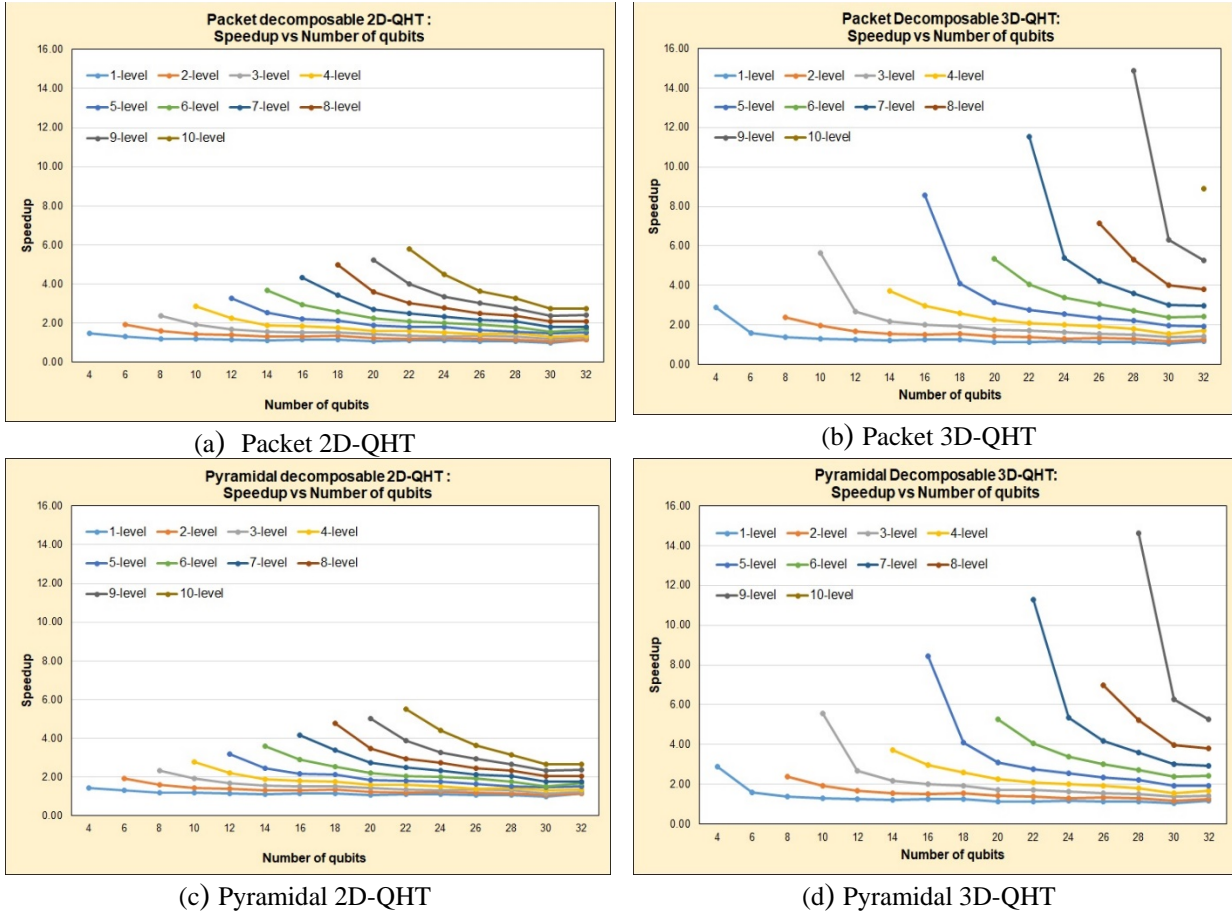 Packet decomposable 2D-QHT :
Speedup vs Number of qubits
16.00
14.00
12.00
10.00
8.00
6.00
4.00
2.00
0.00
Speedup
1-level 2-level 3-level 4-level
5-level 6-level 7-level 8-level
9-level 10-level
4 6 8 10 12 14 16 18 20 22 24 26 28 30 32
Number of qubits
(a) Packet 2D-QHT
Packet Decomposable 3D-QHT:
Speedup vs Number of qubits
16.00
14.00
12.00
10.00
8.00
6.00
4.00
2.00
0.00
Speedup
1-level 2-level 3-level 4-level
5-level 6-level 7-level 8-level
9-level 10-level
4 6 8 10 12 14 16 18 20 22 24 26 28 30 32
Number of qubits
(b) Packet 3D-QHT
Pyramidal decomposable 2D-QHT :
Speedup vs Number of qubits
16.00
14.00
12.00
10.00
8.00
6.00
4.00
2.00
0.00
Speedup
1-level 2-level 3-level 4-level
5-level 6-level 7-level 8-level
9-level 10-level
4 6 8 10 12 14 16 18 20 22 24 26 28 30 32
Number of qubits
(c) Pyramidal 2D-QHT
Pyramidal Decomposable 3D-QHT:
Speedup vs Number of qubits
16.00
14.00
12.00
10.00
8.00
6.00
4.00
2.00
0.00
Speedup
1-level 2-level 3-level 4-level
5-level 6-level 7-level 8-level
9-level 10-level
4 6 8 10 12 14 16 18 20 22 24 26 28 30 32
Number of qubits
(d) Pyramidal 3D-QHT